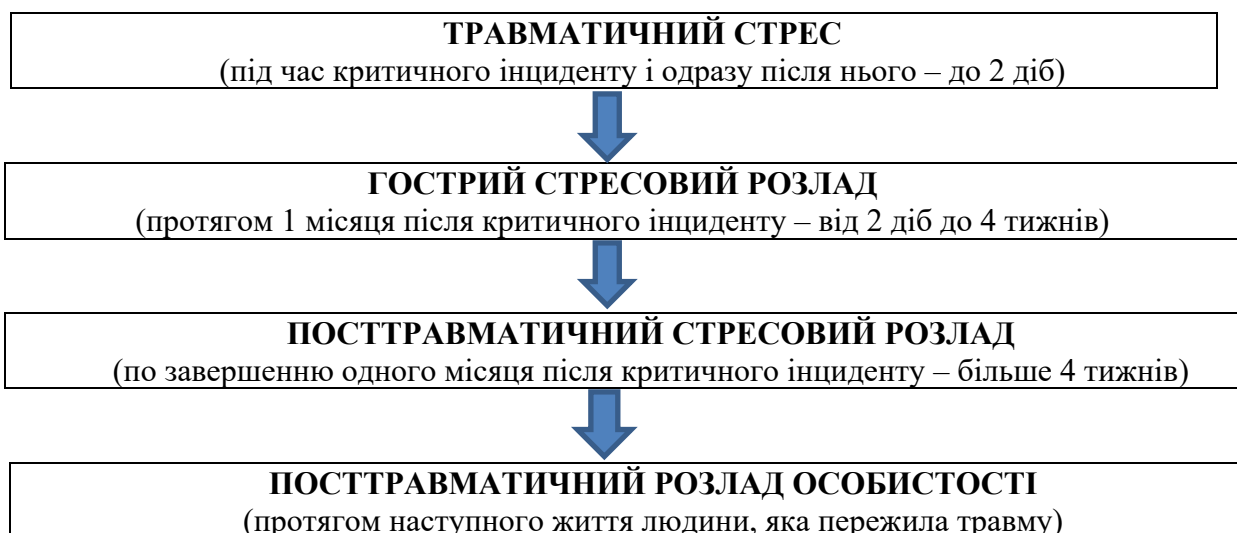 ТРАВМАТИЧНИЙ СТРЕС
(під час критичного інциденту і одразу після нього – до 2 діб)
ГОСТРИЙ СТРЕСОВИЙ РОЗЛАД
(протягом 1 місяця після критичного інциденту – від 2 діб до 4 тижнів)
ПОСТТРАВМАТИЧНИЙ СТРЕСОВИЙ РОЗЛАД
(по завершенню одного місяця після критичного інциденту – більше 4 тижнів)
ПОСТТРАВМАТИЧНИЙ РОЗЛАД ОСОБИСТОСТІ
(протягом наступного життя людини, яка пережила травму)